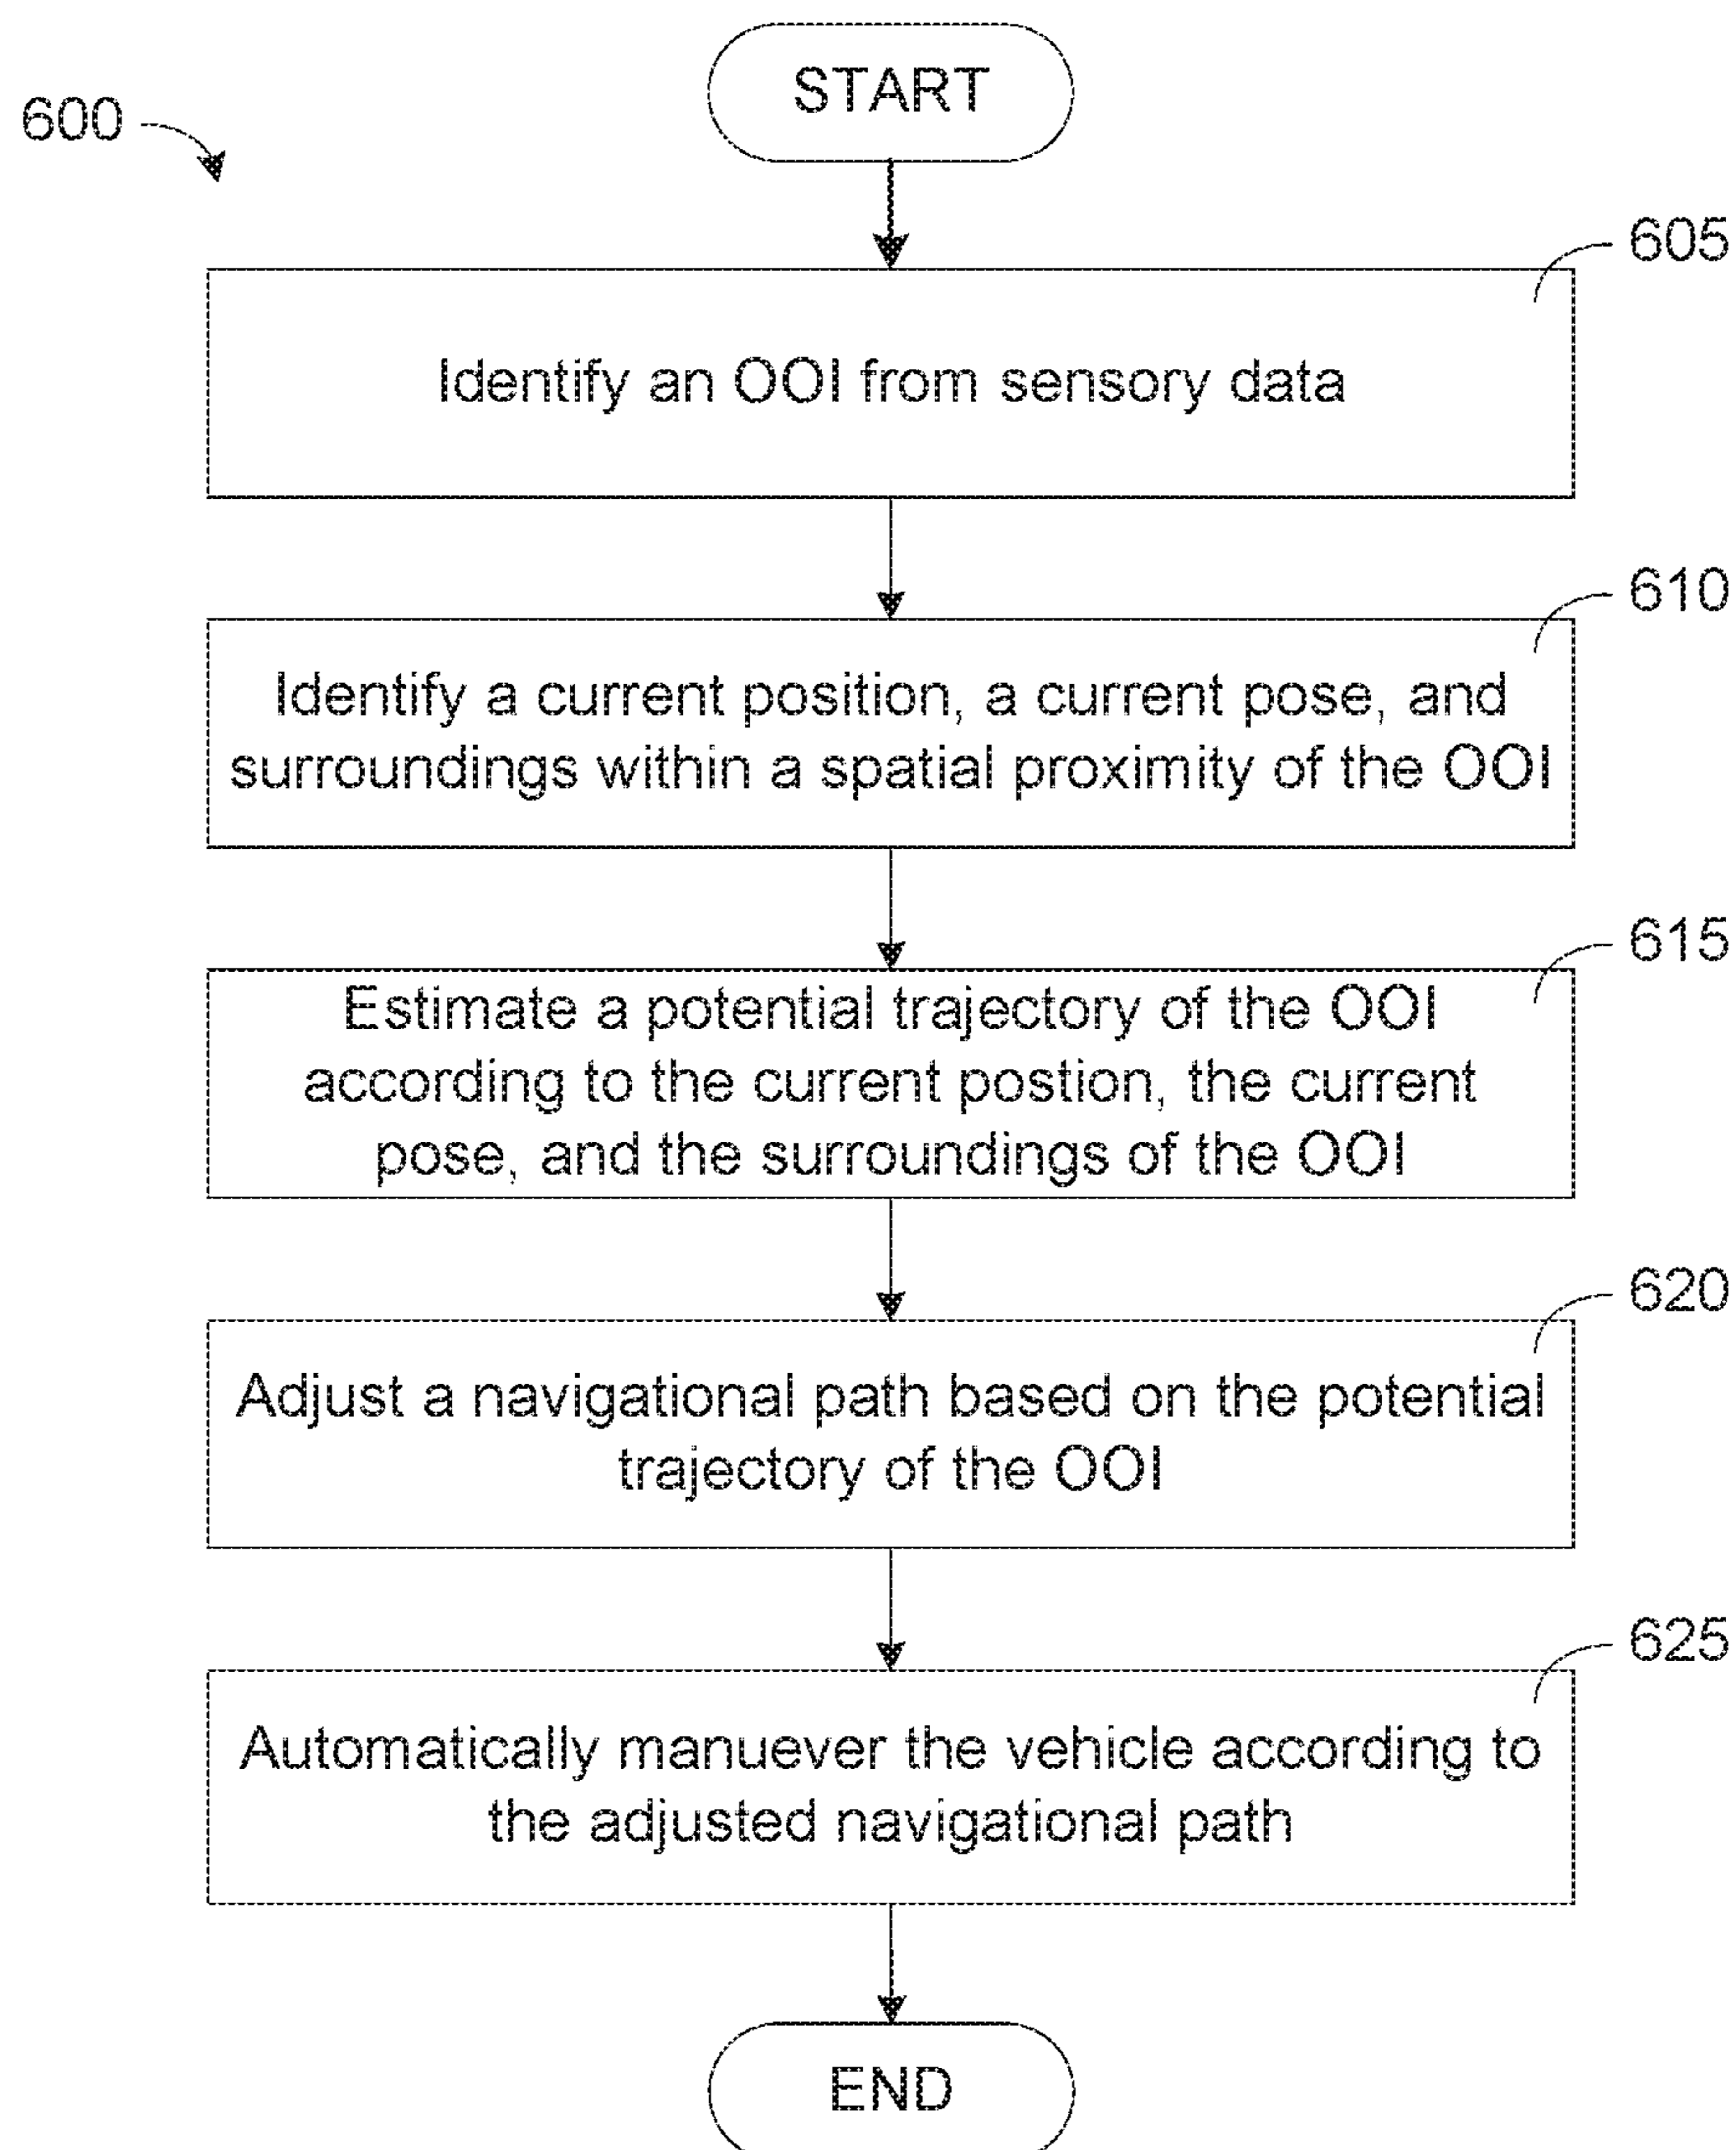 START
600
605
Identify an OOI from sensory data
610
Identify a current position, a current pose, and
surroundings within a spatial proximity of the OOI
615
Estimate a potential trajectory of the OOI
according to the current postion, the current
pose, and the surroundings of the OOI
620
Adjust a navigational path based on the potential
trajectory of the OOI
625
Automatically manuever the vehicle according to
the adjusted navigational path
END